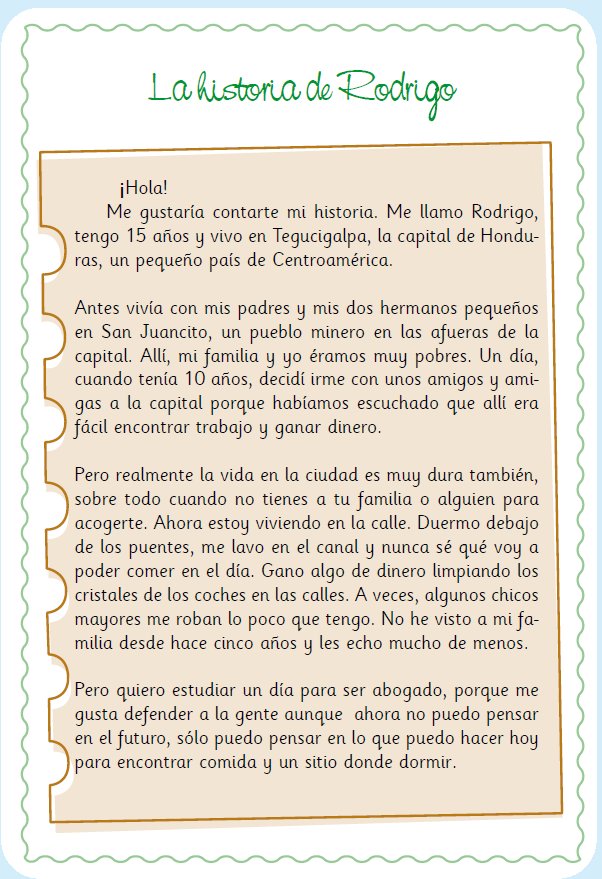 La historia de Rodrigo
¡Hola!
Me gustaría contarte mi historia. Me llamo Rodrigo,
tengo 15 años y vivo en Tegucigalpa, la capital de Hondu-
ras, un pequeño país de Centroamérica.
Antes vivía con mis padres y mis dos hermanos pequeños
en San Juancito, un pueblo minero en las afueras de la
capital. Allí, mi familia y yo éramos muy pobres. Un día,
cuando tenía 10 años, decidí irme con unos amigos y ami-
gas a la capital porque habíamos escuchado que allí era
fácil encontrar trabajo y ganar dinero.
Pero realmente la vida en la ciudad es muy dura también,
sobre todo cuando no tienes a tu familia o alguien para
acogerte. Ahora estoy viviendo en la calle. Duermo debajo
de los puentes, me lavo en el canal y nunca sé qué voy a
poder comer en el día. Gano algo de dinero limpiando los
cristales de los coches en las calles. A veces, algunos chicos
mayores me roban lo poco que tengo. No he visto a mi fa-
milia desde hace cinco años y les echo mucho de menos.
Pero quiero estudiar un día para ser abogado, porque me
gusta defender a la gente aunque  ahora no puedo pensar
en el futuro, sólo puedo pensar en lo que puedo hacer hoy
para encontrar comida y un sitio donde dormir.